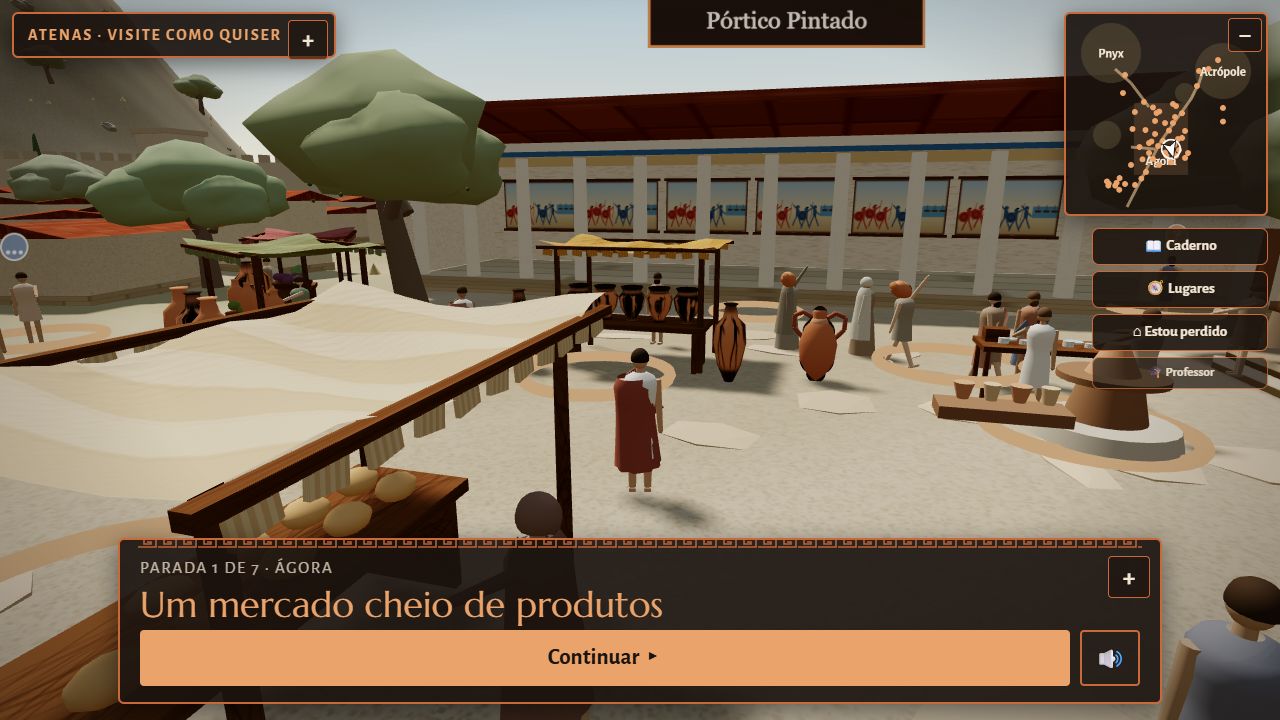 ATENAS · VISITE COMO QUISER
+
Pórtico Pintado
−
Pnyx
Acrópole
Ágora
📖 Caderno
🧭 Lugares
⌂ Estou perdido
Professor
PARADA 1 DE 7 · ÁGORA
+
Um mercado cheio de produtos
Continuar ▸